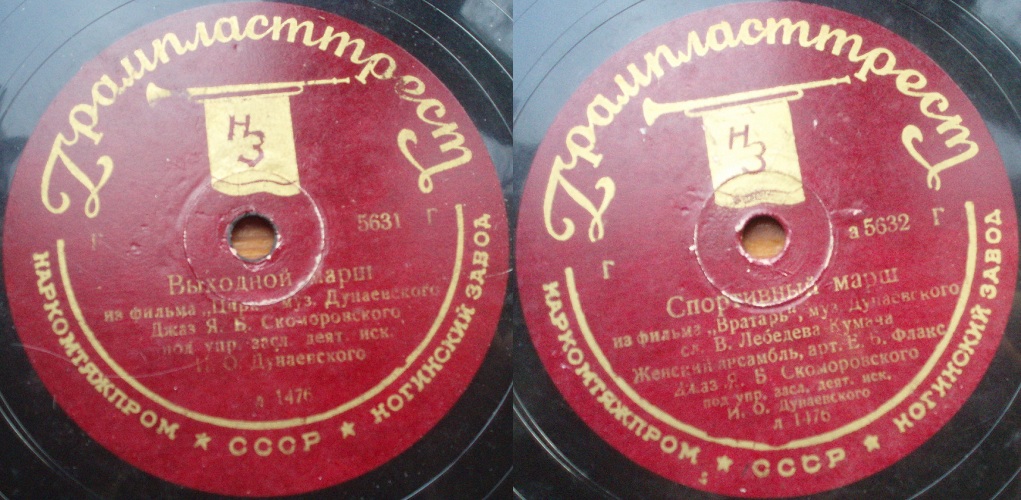 Грампласттрест
НЗ
5631
Г Г
Выходной марш
из фильма „Цирк" муз. Дунаевского
Джаз Я. Б. Скоморовского
под упр. засл. деят. иск.
И. О. Дунаевского
л 1476
НАРКОМТЯЖПРОМ ★ СССР ★ НОГИНСКИЙ ЗАВОД
Грампласттрест
НЗ
а 5632
Г Г
Спортивный марш
из фильма „Вратарь", муз. Дунаевского
сл. В. Лебедева Кумача
Женский ансамбль, арт. Е. Б. Флакс
Джаз Я. Б. Скоморовского
под упр. засл. деят. иск.
И. О. Дунаевского
л 1476
НАРКОМТЯЖПРОМ ★ СССР ★ НОГИНСКИЙ ЗАВОД